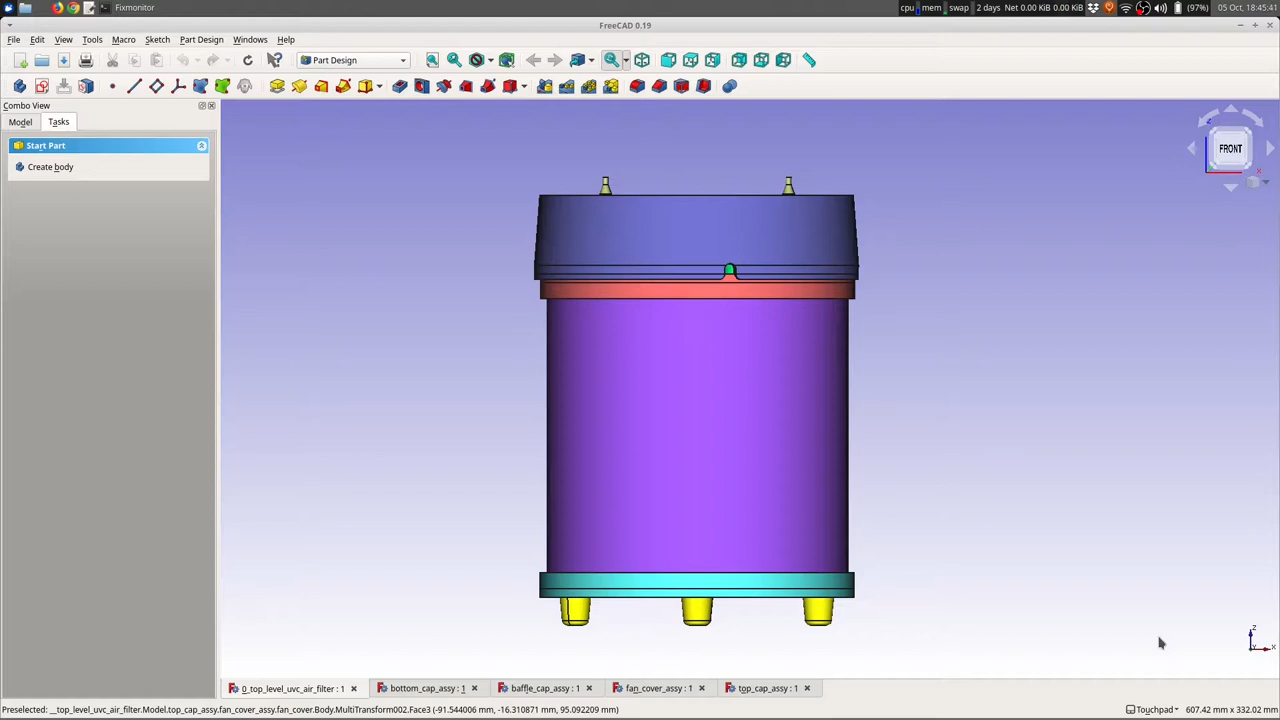 Fixmonitor
cpu mem swap 2 days Net 0.00 KiB 0.00 KiB (97%) 05 Oct, 18:45:41
FreeCAD 0.19
File Edit View Tools Macro Sketch Part Design Windows Help
Part Design
Combo View
Model Tasks
Start Part
Create body
FRONT
z
x
z
x
0_top_level_uvc_air_filter : 1
bottom_cap_assy : 1
baffle_cap_assy : 1
fan_cover_assy : 1
top_cap_assy : 1
Preselected: __top_level_uvc_air_filter.Model.top_cap_assy.fan_cover_assy.fan_cover.Body.MultiTransform002.Face3 (-91.544006 mm, -16.310871 mm, 95.092209 mm)
Touchpad
607.42 mm x 332.02 mm